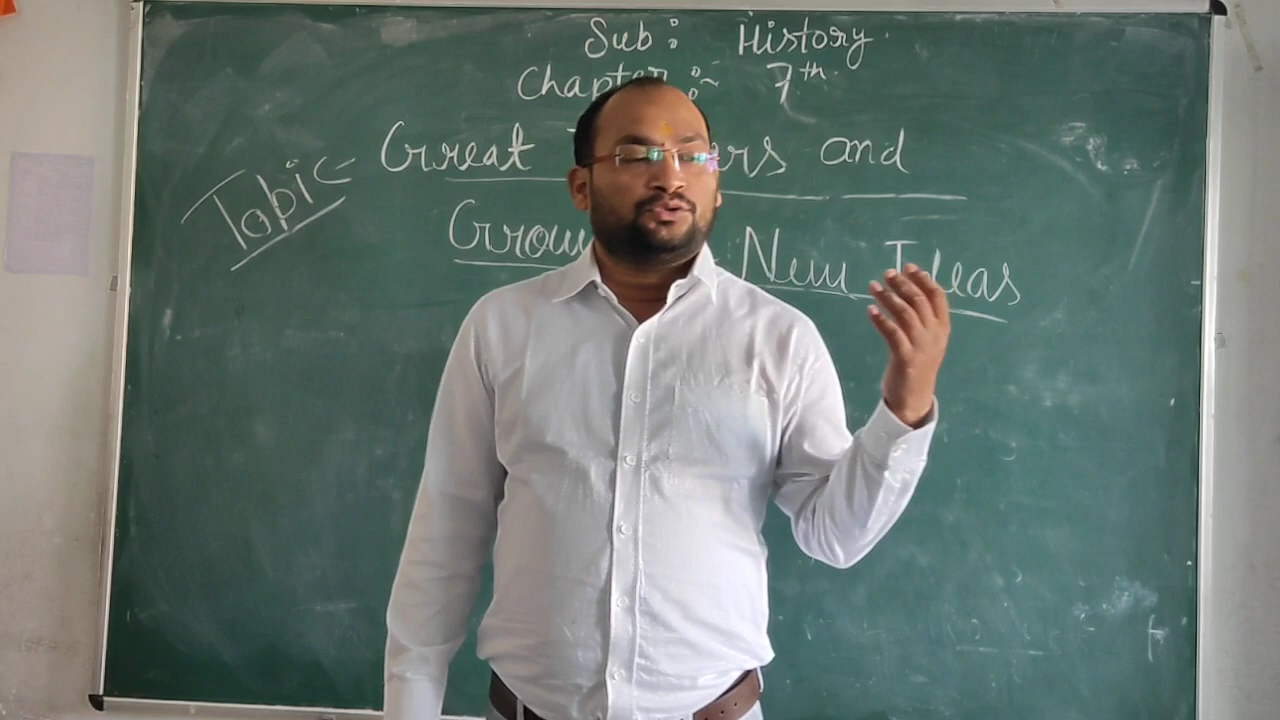 Sub: History
Chapter :~ 7th
Topic :- Great and
New Ideas